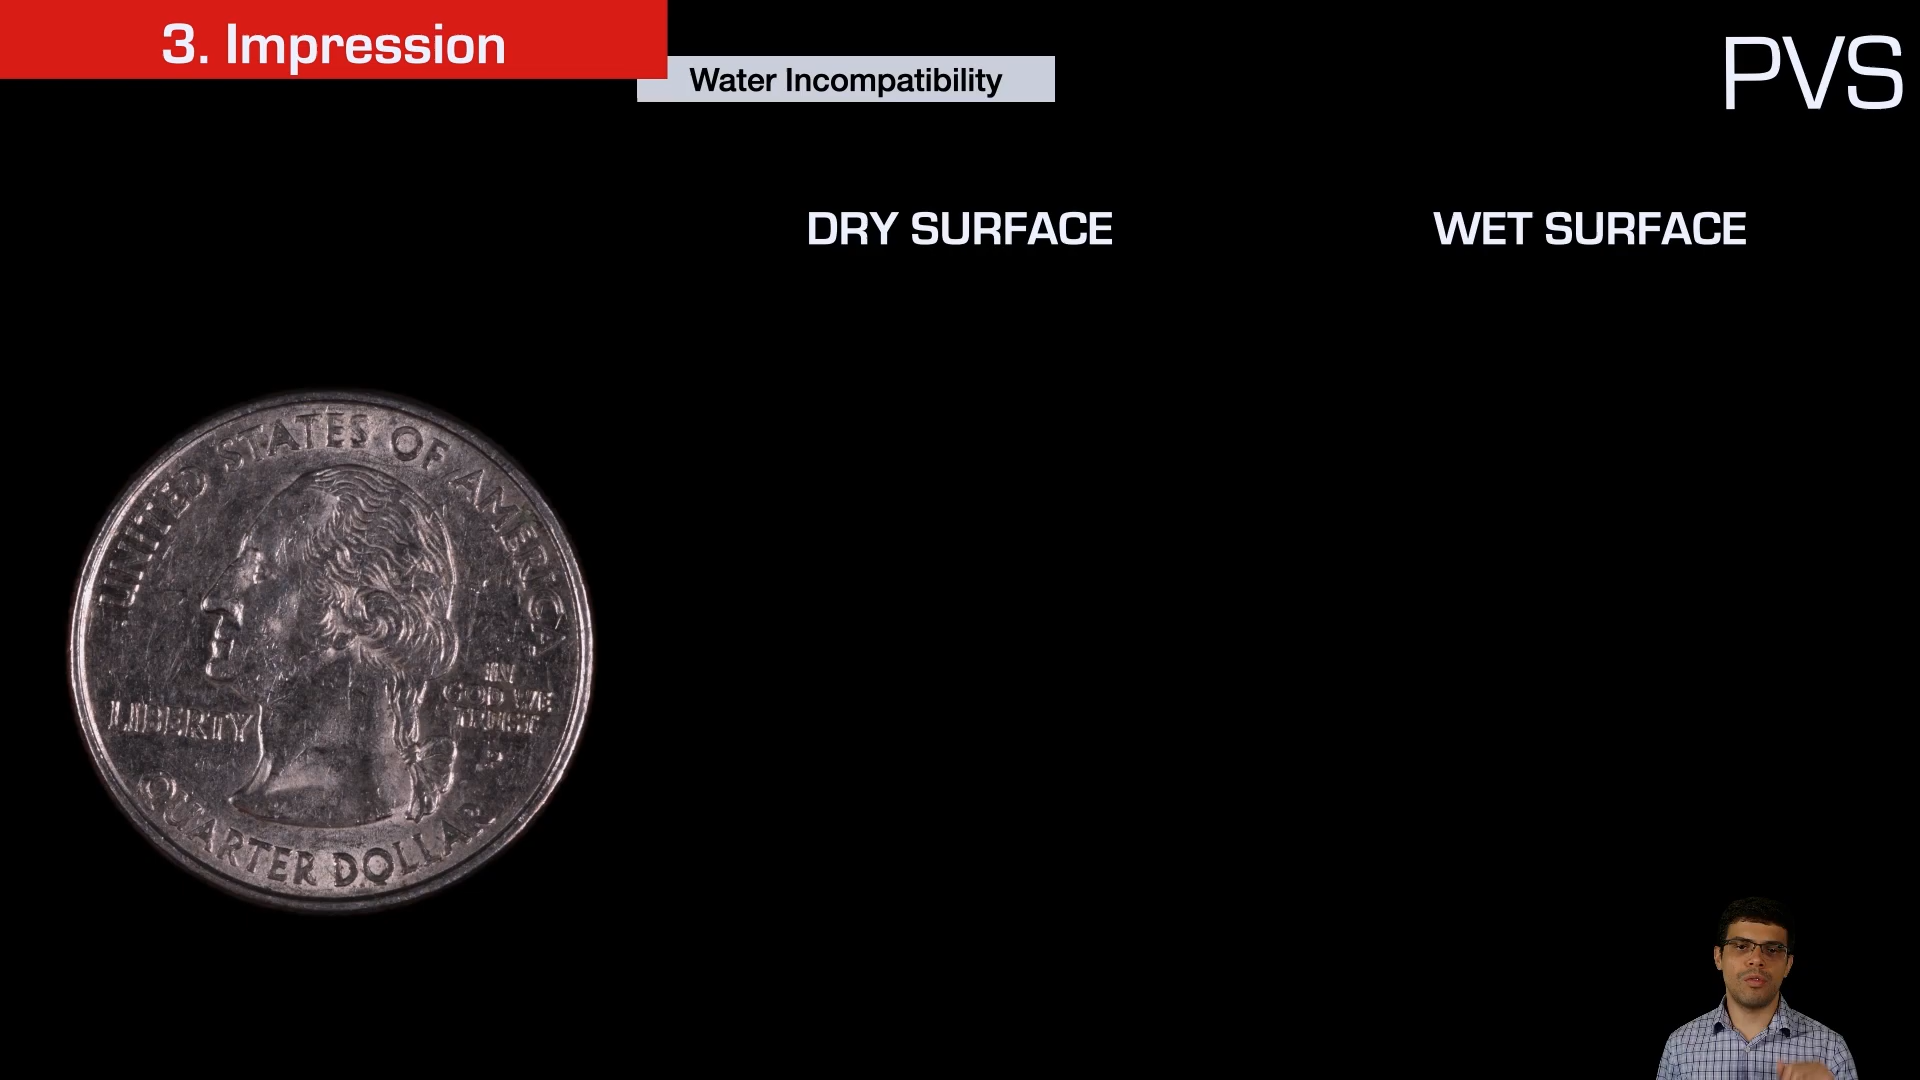 3. Impression
Water Incompatibility
PVS
DRY SURFACE
WET SURFACE
UNITED STATES OF AMERICA
LIBERTY
IN
GOD WE
TRUST
P
QUARTER DOLLAR